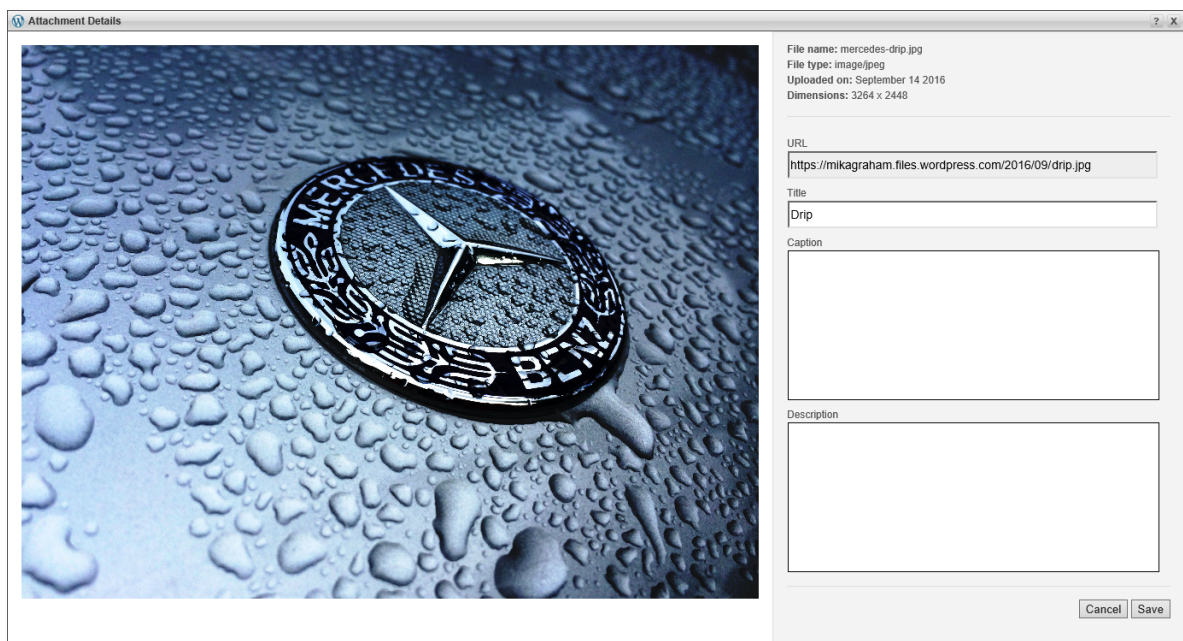 Attachment Details
? X
MERCEDES
BENZ
File name: mercedes-drip.jpg
File type: image/jpeg
Uploaded on: September 14 2016
Dimensions: 3264 x 2448
URL
https://mikagraham.files.wordpress.com/2016/09/drip.jpg
Title
Drip
Caption
Description
Cancel Save